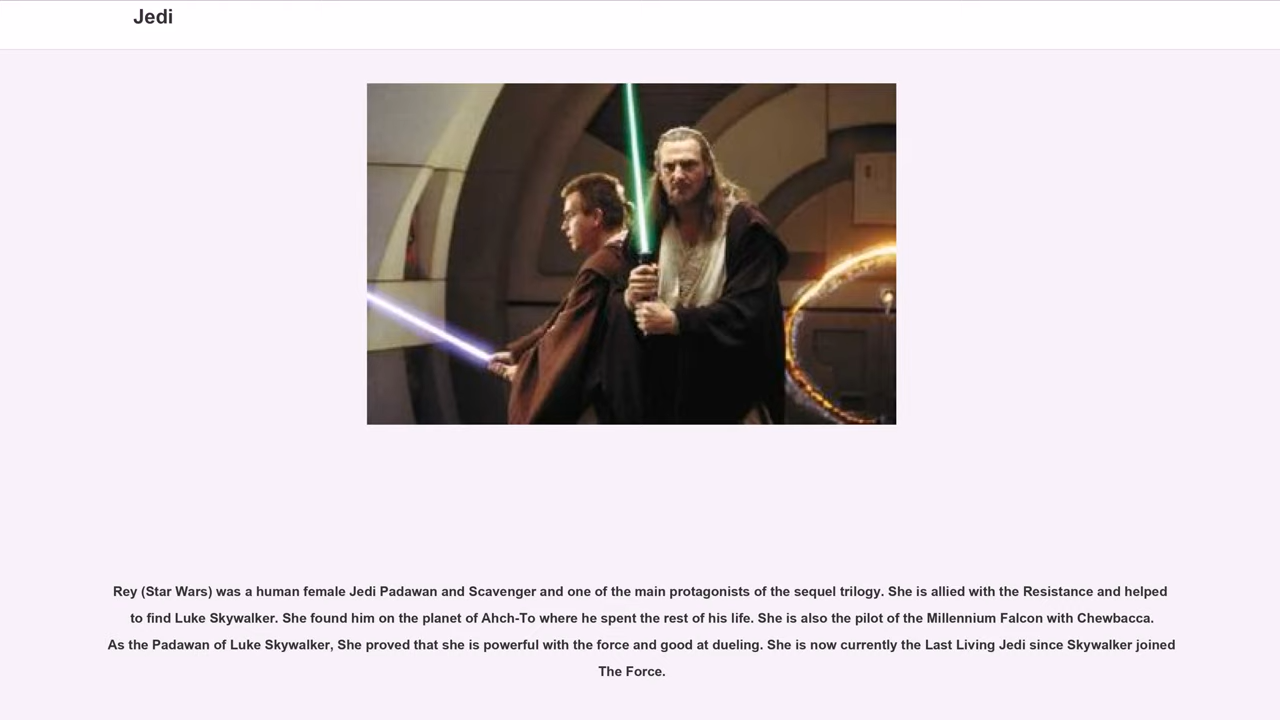 Jedi
Rey (Star Wars) was a human female Jedi Padawan and Scavenger and one of the main protagonists of the sequel trilogy. She is allied with the Resistance and helped
to find Luke Skywalker. She found him on the planet of Ahch-To where he spent the rest of his life. She is also the pilot of the Millennium Falcon with Chewbacca.
As the Padawan of Luke Skywalker, She proved that she is powerful with the force and good at dueling. She is now currently the Last Living Jedi since Skywalker joined
The Force.